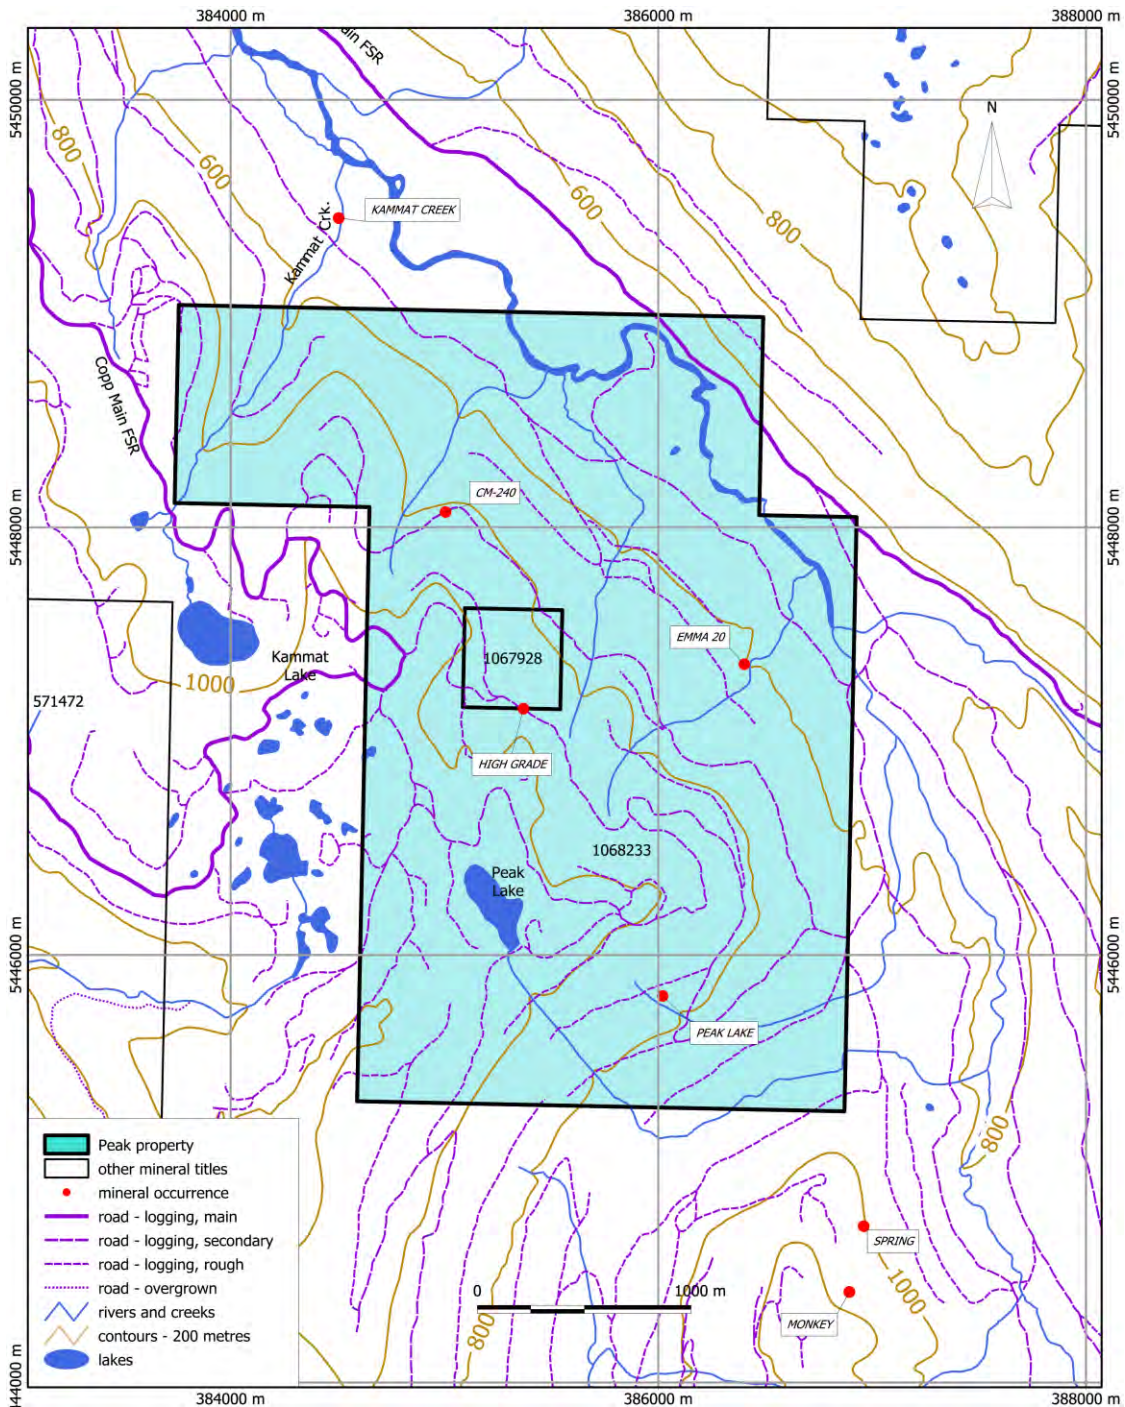 384000 m
386000 m
388000 m
ain FSR
5450000 m
5450000 m
N
800
600
600
800
KAMMAT CREEK
Kammat Crk.
Copp Main FSR
CM-240
5448000 m
5448000 m
EMMA 20
1067928
Kammat
Lake
1000
571472
HIGH GRADE
1068233
Peak
Lake
5446000 m
5446000 m
PEAK LAKE
800
Peak property
other mineral titles
mineral occurrence
road - logging, main
road - logging, secondary
road - logging, rough
road - overgrown
rivers and creeks
contours - 200 metres
lakes
SPRING
1000
0
1000 m
MONKEY
800
5444000 m
5444000 m
384000 m
386000 m
388000 m